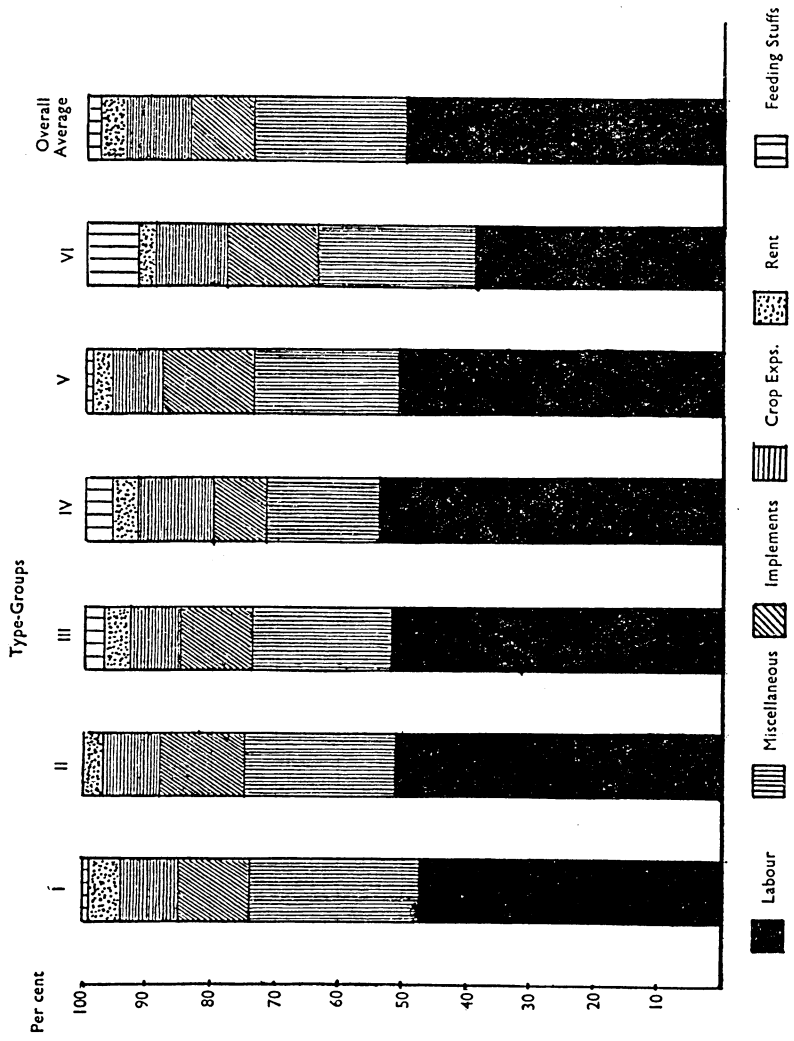 Type-Groups
Per cent
I
II
III
IV
V
VI
Overall
Average
100
90
80
70
60
50
40
30
20
10
Labour
Miscellaneous
Implements
Crop Exps.
Rent
Feeding Stuffs